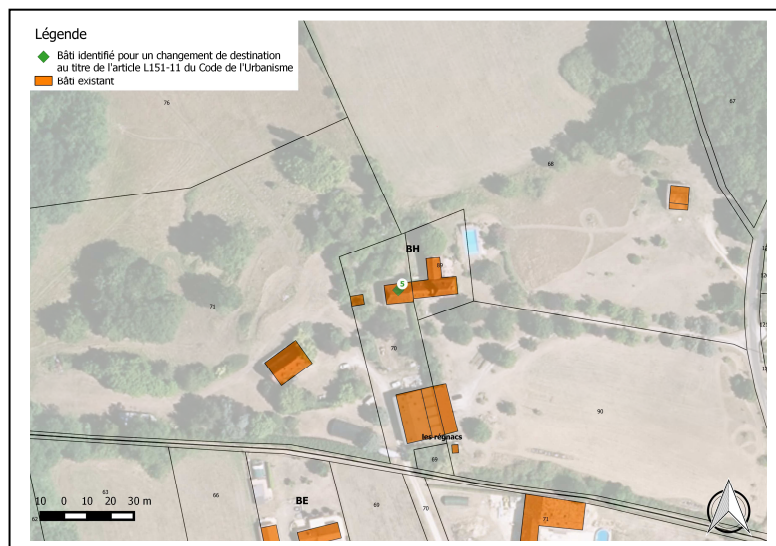 Légende
Bâti identifié pour un changement de destination
au titre de l'article L151-11 du Code de l'Urbanisme
Bâti existant
76
67
68
BH
89
5
71
70
90
les régnacs
69
63
66
BE
69
70
71
62
10 0 10 20 30 m